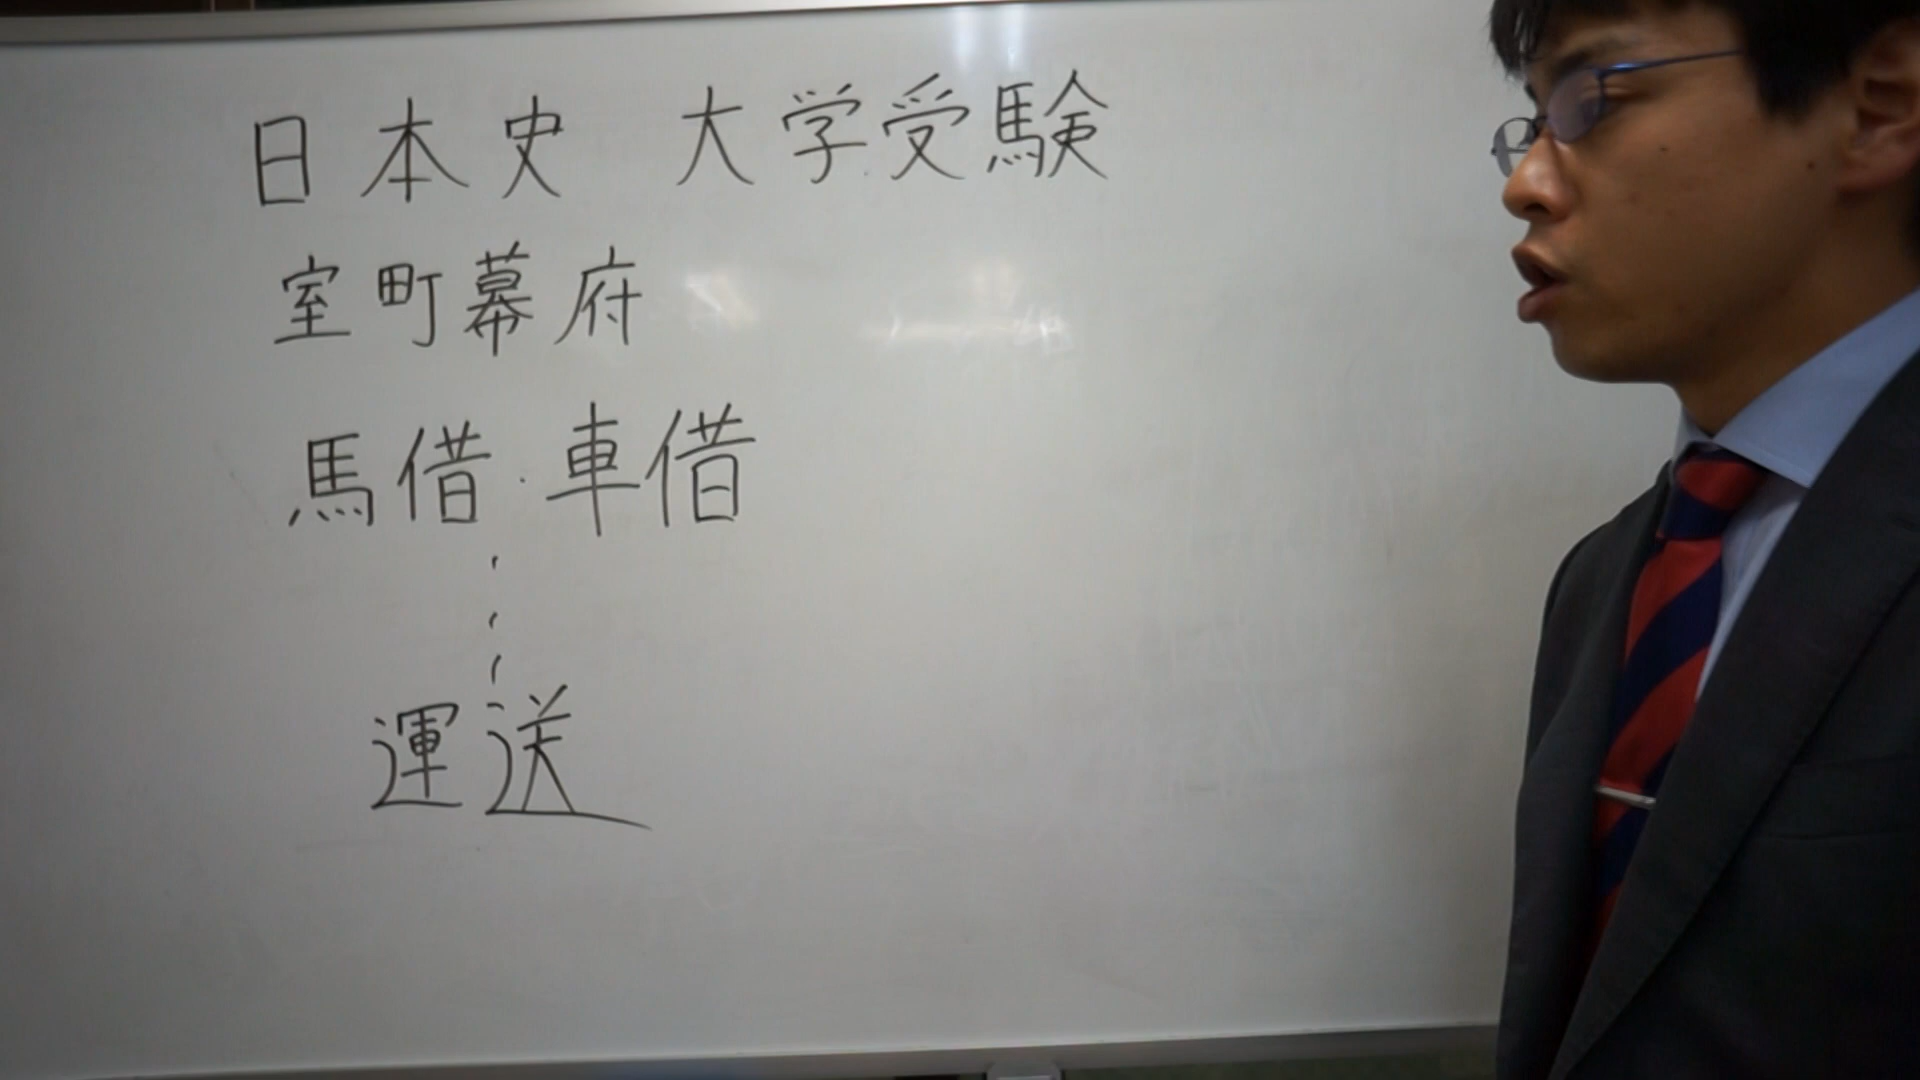 日本史 大学受験
室町幕府
馬借・車借
運送